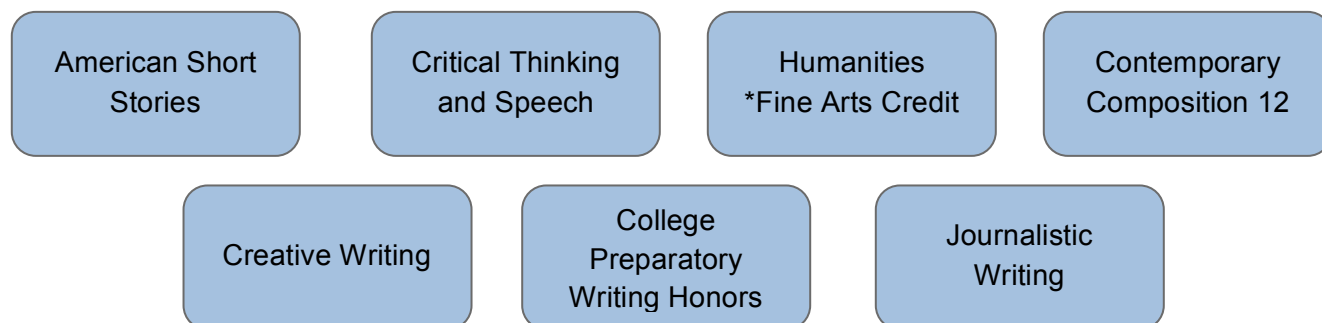 American Short
Stories
Critical Thinking
and Speech
Humanities
*Fine Arts Credit
Contemporary
Composition 12
Creative Writing
College
Preparatory
Writing Honors
Journalistic
Writing